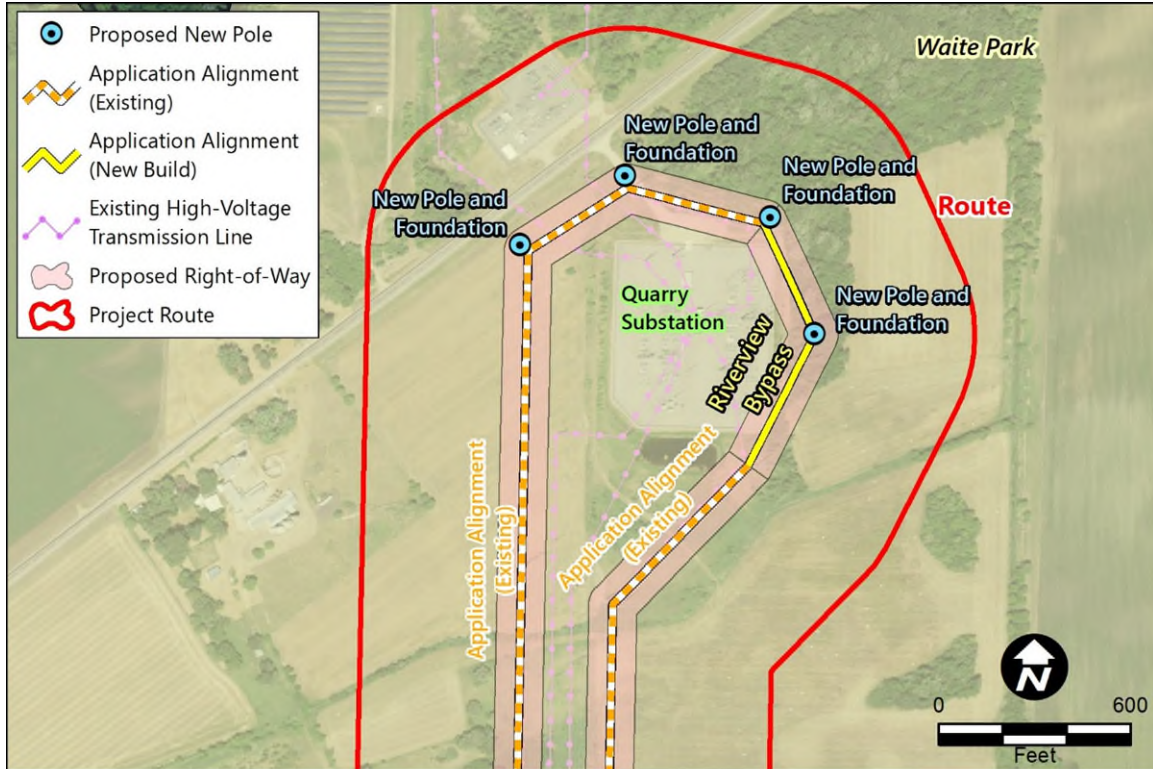 Proposed New Pole
Application Alignment
(Existing)
Application Alignment
(New Build)
Existing High-Voltage
Transmission Line
Proposed Right-of-Way
Project Route
Waite Park
New Pole and
Foundation
New Pole and
Foundation
New Pole and
Foundation
Route
New Pole and
Foundation
Quarry
Substation
Riverview
Bypass
Application Alignment
(Existing)
Application Alignment
(Existing)
N
0 600
Feet